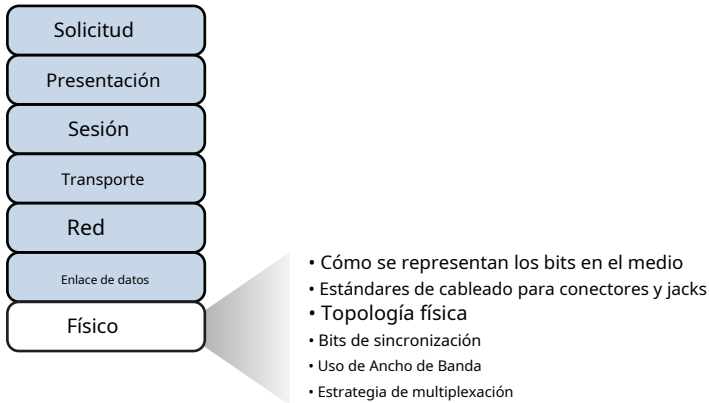 Solicitud
Presentación
Sesión
Transporte
Red
Enlace de datos
Físico
• Cómo se representan los bits en el medio
• Estándares de cableado para conectores y jacks
• Topología física
• Bits de sincronización
• Uso de Ancho de Banda
• Estrategia de multiplexación